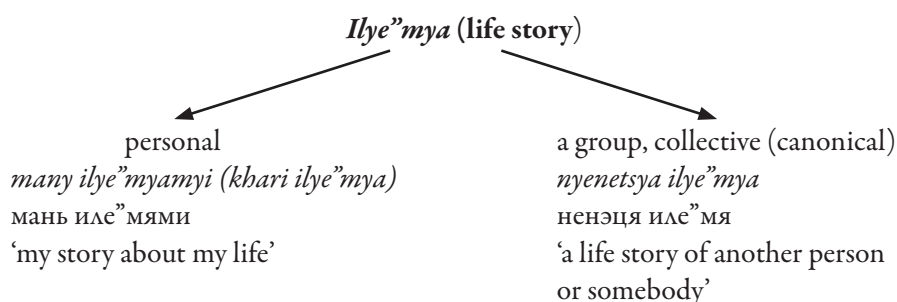 Ilye”mya (life story)
personal
many ilye”myamyi (khari ilye”mya)
мань иле”мями
‘my story about my life’
a group, collective (canonical)
nyenetsya ilye”mya
ненэця иле”мя
‘a life story of another person
or somebody’